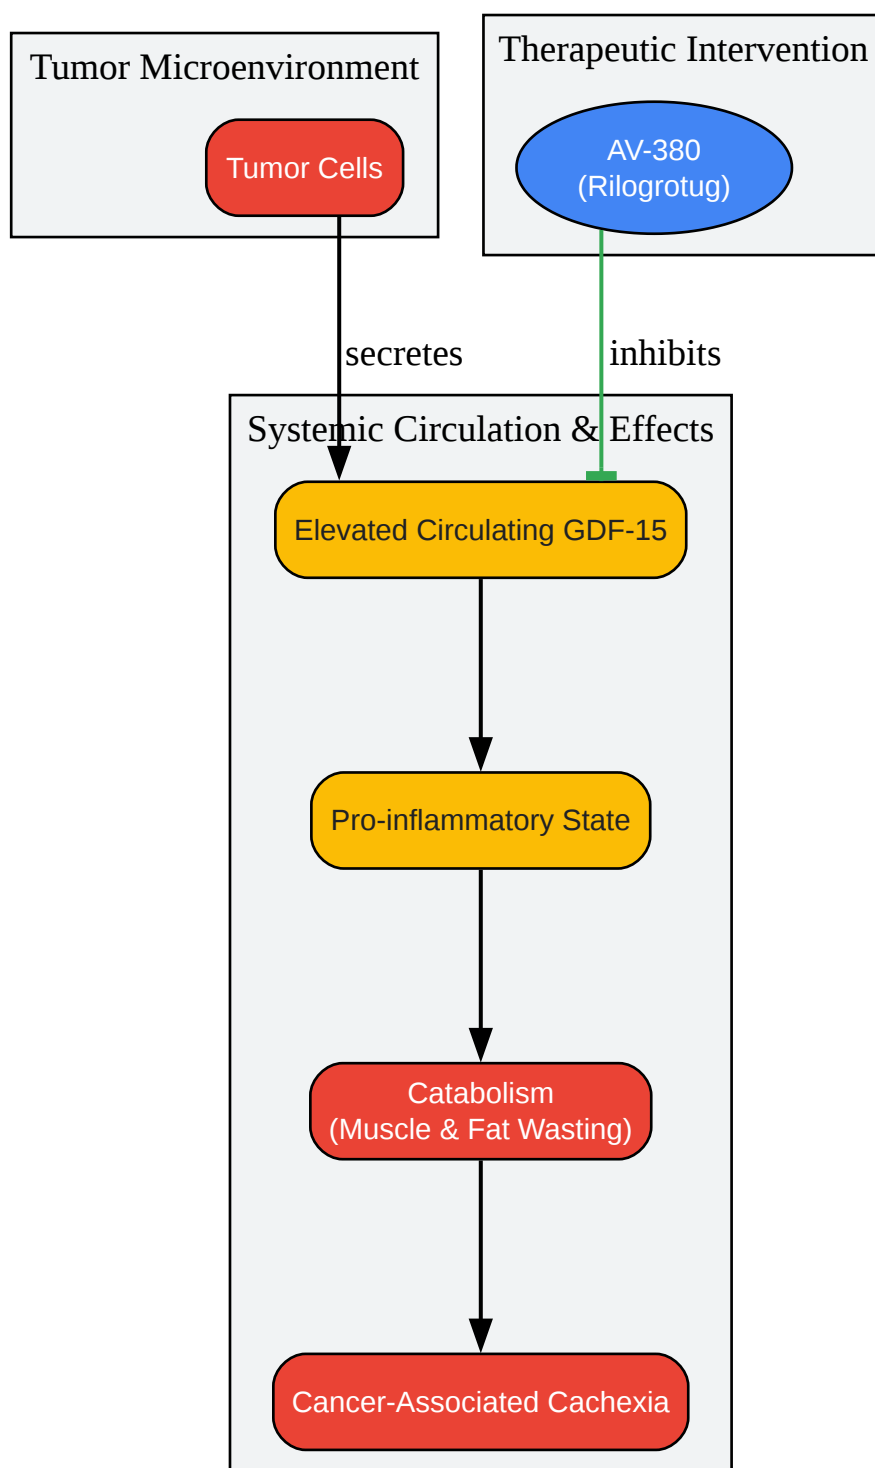 Tumor Microenvironment
Therapeutic Intervention
Tumor Cells
AV-380
(Rilogrotug)
secretes
inhibits
Systemic Circulation & Effects
Elevated Circulating GDF-15
Pro-inflammatory State
Catabolism
(Muscle & Fat Wasting)
Cancer-Associated Cachexia